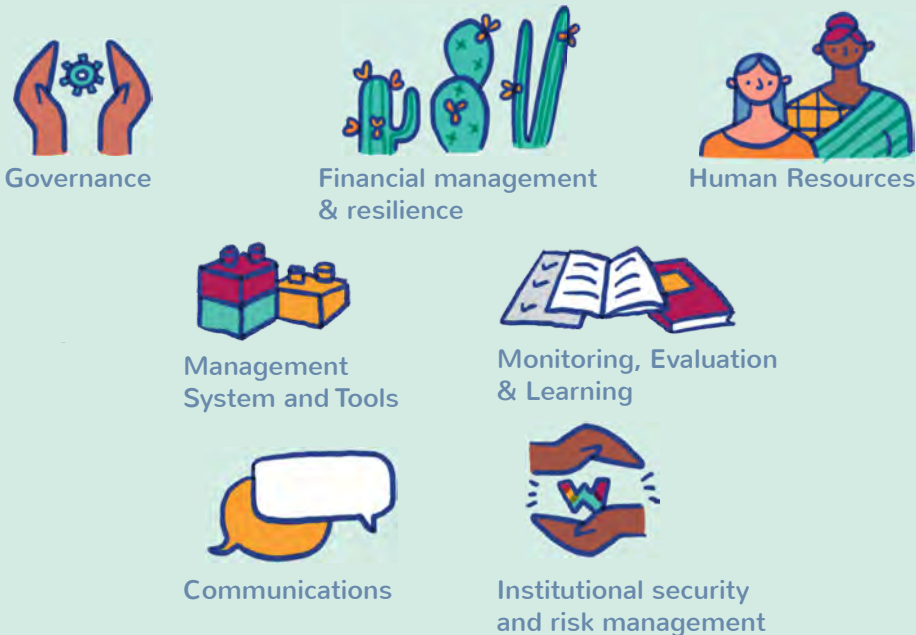 Governance
Financial management
& resilience
Human Resources
Management
System and Tools
Monitoring, Evaluation
& Learning
W
Communications
Institutional security
and risk management